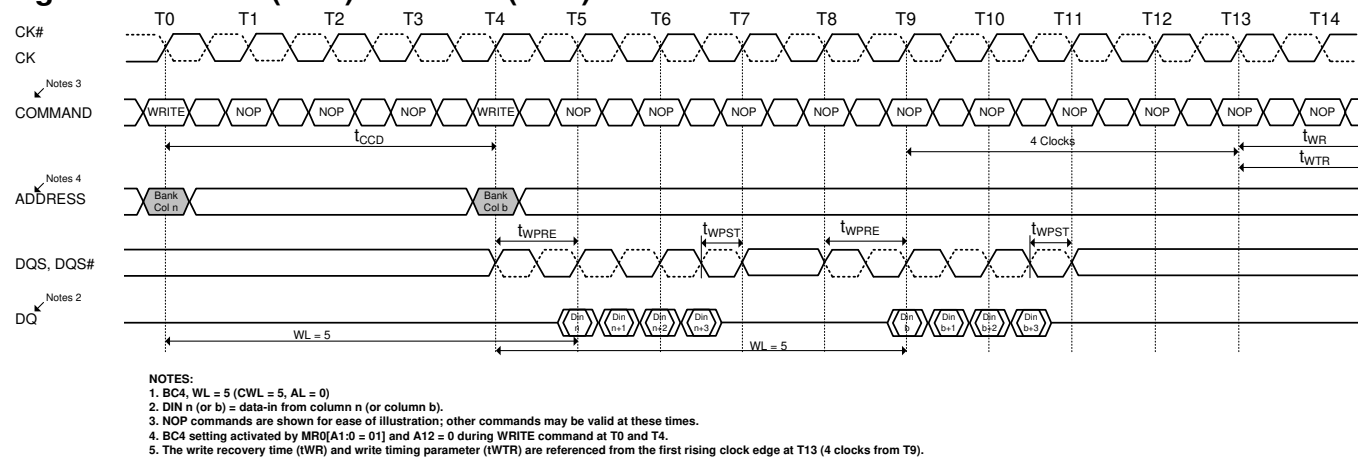 T0 T1 T2 T3 T4 T5 T6 T7 T8 T9 T10 T11 T12 T13 T14
CK#
CK
Notes 3
COMMAND
WRITE NOP NOP NOP WRITE NOP NOP NOP NOP NOP NOP NOP NOP NOP NOP
tCCD
4 Clocks
tWR
tWTR
Notes 4
ADDRESS
Bank Col n
Bank Col b
tWPRE tWPST tWPRE tWPST
DQS, DQS#
Notes 2
DQ
Din n
Din n+1
Din n+2
Din n+3
Din b
Din b+1
Din b+2
Din b+3
WL = 5
WL = 5
NOTES:
1. BC4, WL = 5 (CWL = 5, AL = 0)
2. DIN n (or b) = data-in from column n (or column b).
3. NOP commands are shown for ease of illustration; other commands may be valid at these times.
4. BC4 setting activated by MR0[A1:0 = 01] and A12 = 0 during WRITE command at T0 and T4.
5. The write recovery time (tWR) and write timing parameter (tWTR) are referenced from the first rising clock edge at T13 (4 clocks from T9).